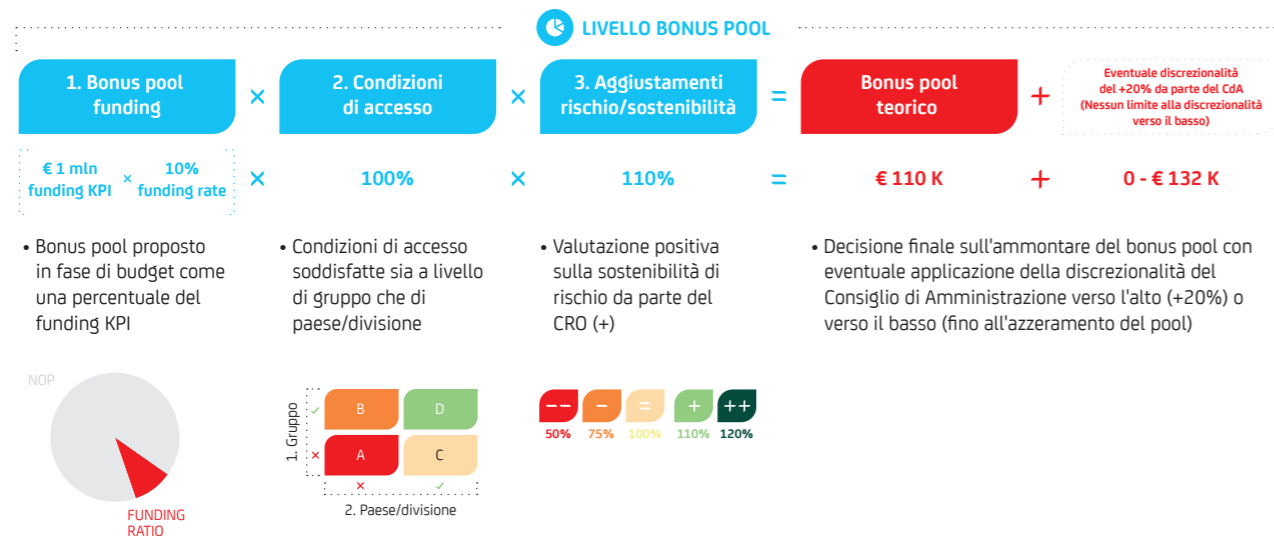 LIVELLO BONUS POOL
1. Bonus pool
funding
×
2. Condizioni
di accesso
×
3. Aggiustamenti
rischio/sostenibilità
=
Bonus pool
teorico
+
Eventuale discrezionalità
del +20% da parte del CdA
(Nessun limite alla discrezionalità
verso il basso)
€ 1 mln
funding KPI
×
10%
funding rate
×
100%
×
110%
=
€ 110 K
+
0 - € 132 K
• Bonus pool proposto
in fase di budget come
una percentuale del
funding KPI
• Condizioni di accesso
soddisfatte sia a livello
di gruppo che di
paese/divisione
• Valutazione positiva
sulla sostenibilità di
rischio da parte del
CRO (+)
• Decisione finale sull'ammontare del bonus pool con
eventuale applicazione della discrezionalità del
Consiglio di Amministrazione verso l'alto (+20%) o
verso il basso (fino all'azzeramento del pool)
NOP
FUNDING
RATIO
1. Gruppo
✓ B D
× A C
× ✓
2. Paese/divisione
-- - = + ++
50% 75% 100% 110% 120%